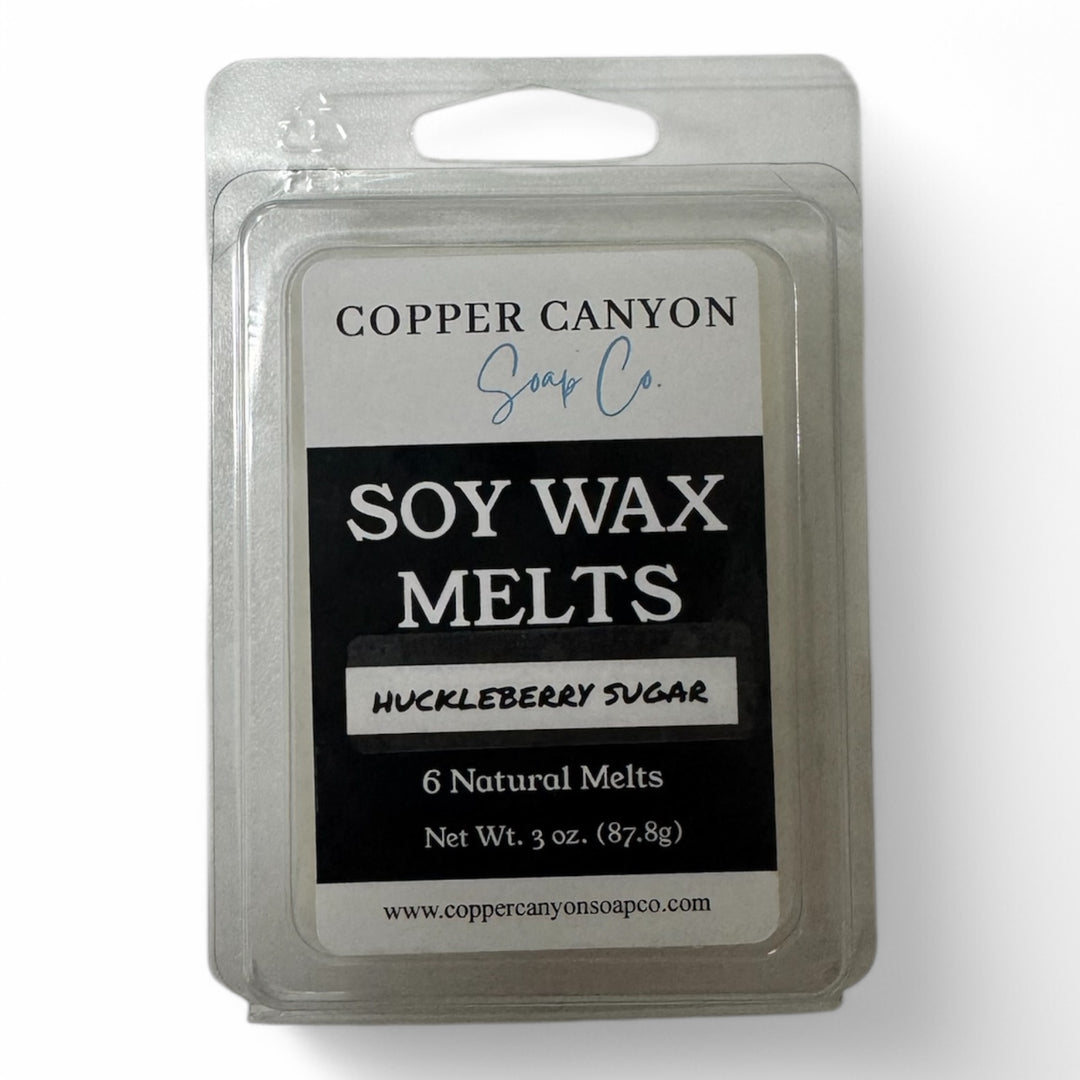 COPPER CANYON
Soap Co.
SOY WAX
MELTS
HUCKLEBERRY SUGAR
6 Natural Melts
Net Wt. 3 oz. (87.8g)
www.coppercanyonsoapco.com